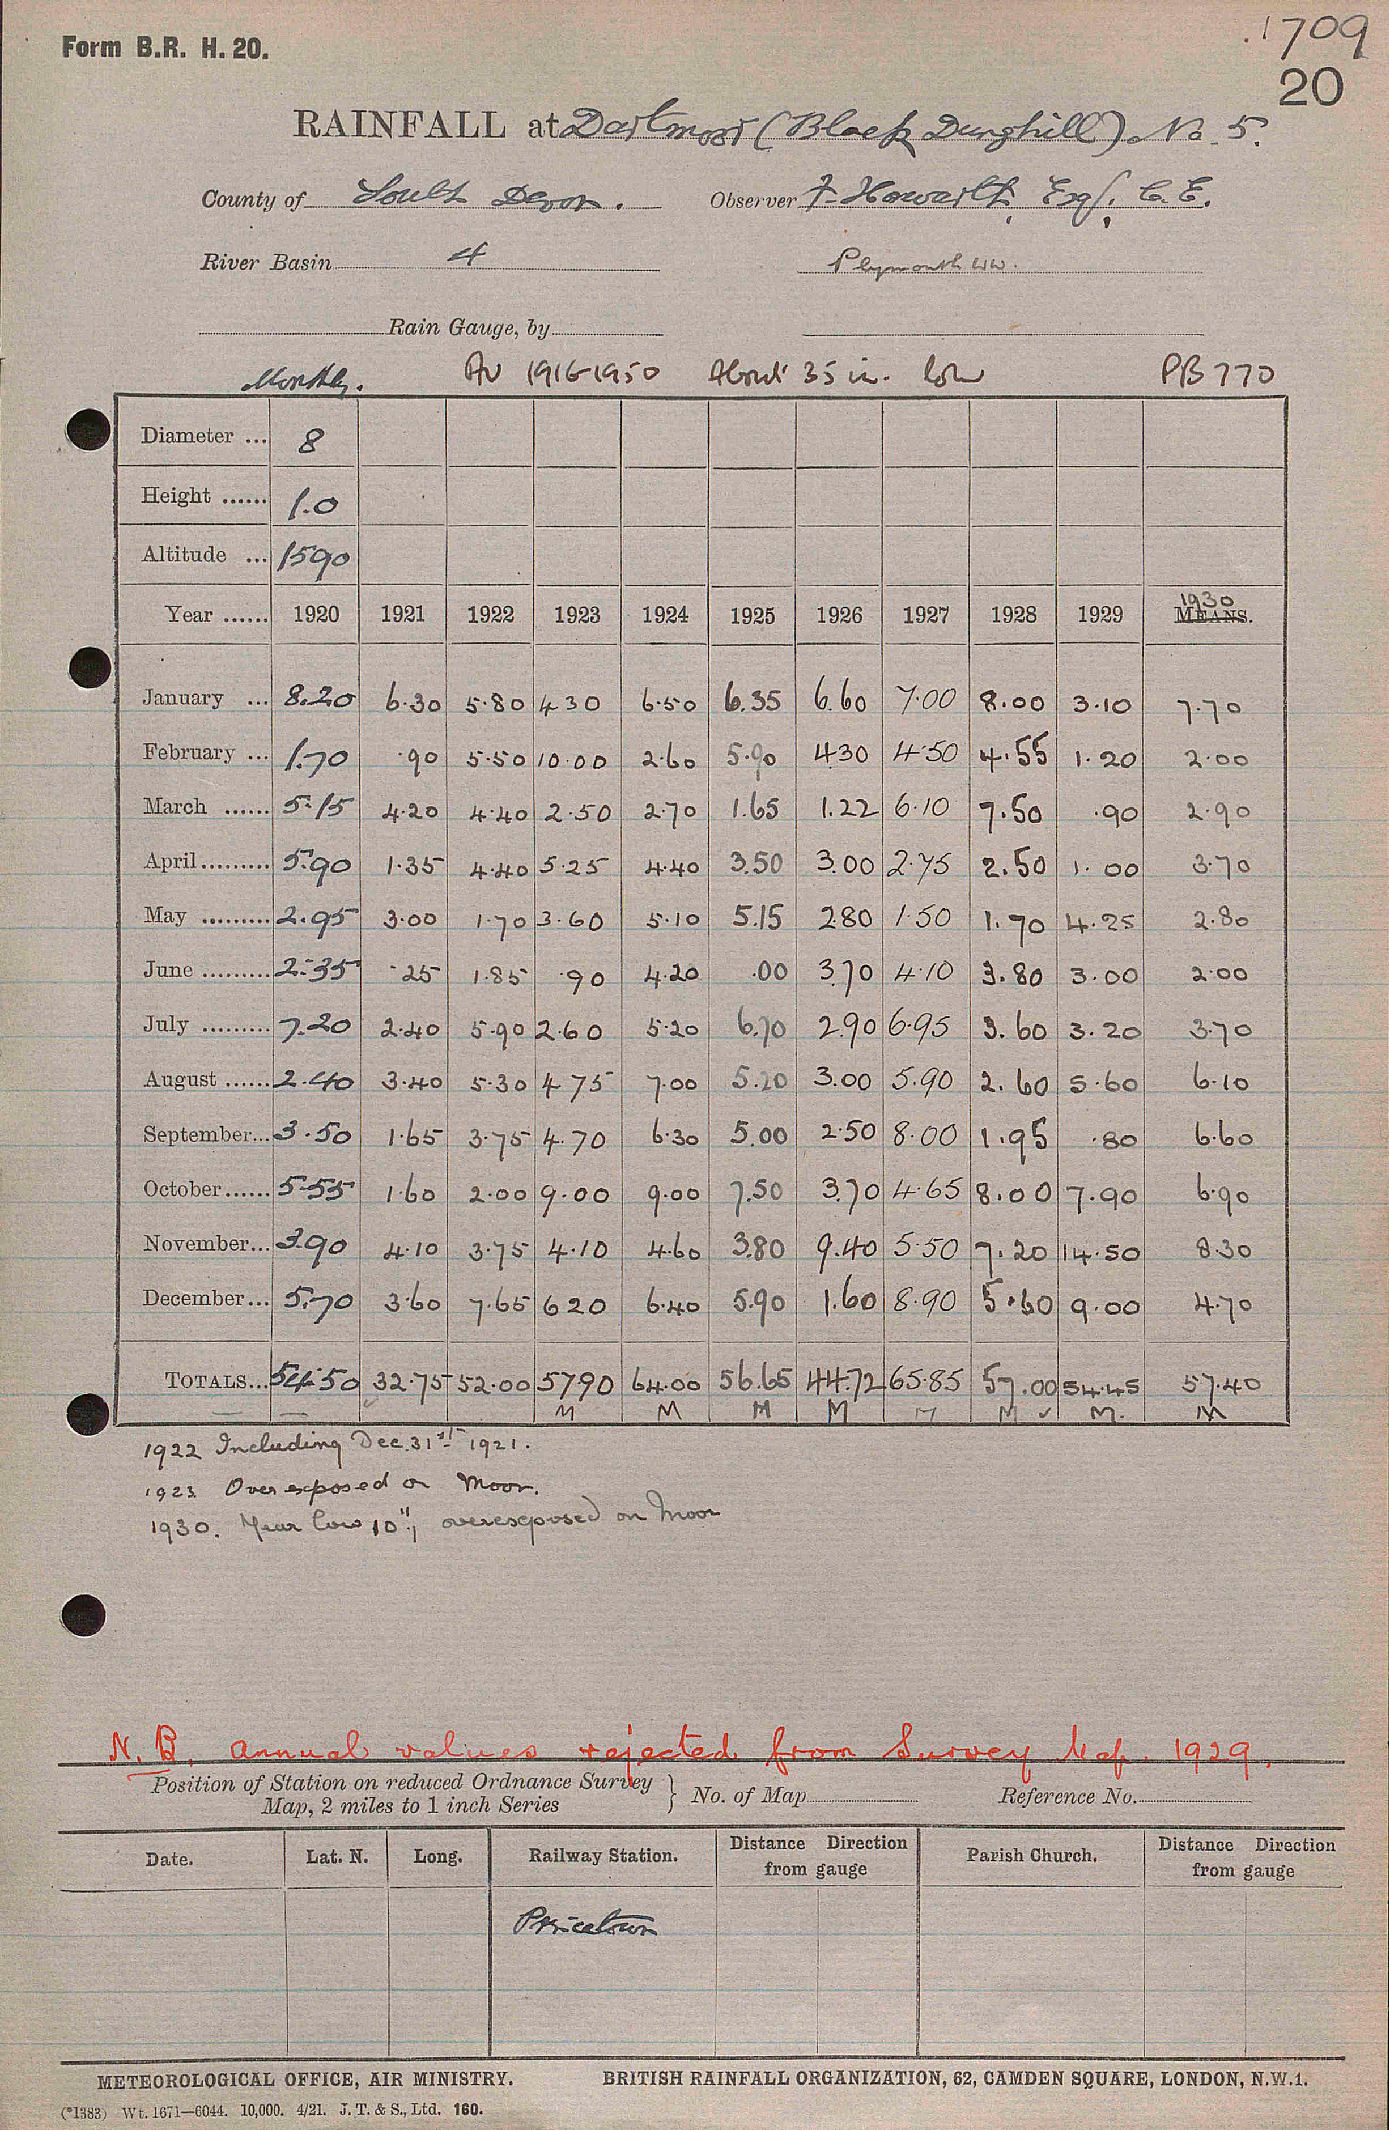 Form B.R. H. 20.
1709
20
RAINFALL at Dartmoor (Black Dunghill) No. 5.
County of South Devon. Observer F. Howarth, Esq., C.E.
River Basin 4 Plymouth WW.
Rain Gauge, by
Monthly. Av 1916-1950 About 35 in. low PB 770
Diameter ... 8
Height ...... 1.0
Altitude ... 1590
Year ...... 1920 1921 1922 1923 1924 1925 1926 1927 1928 1929 1930 MEANS.
January ... 8.20 6.30 5.80 4 30 6.50 6.35 6.60 7.00 8.00 3.10 7.70
February ... 1.70 .90 5.50 10.00 2.60 5.90 4.30 4.50 4.55 1.20 2.00
March ...... 5.15 4.20 4.40 2.50 2.70 1.65 1.22 6.10 7.50 .90 2.90
April ......... 5.90 1.35 4.40 5.25 4.40 3.50 3.00 2.75 2.50 1.00 3.70
May ......... 2.95 3.00 1.70 3.60 5.10 5.15 2.80 1.50 1.70 4.25 2.80
June ......... 2.35 .25 1.85 .90 4.20 .00 3.70 4.10 3.80 3.00 2.00
July ......... 7.20 2.40 5.90 2.60 5.20 6.70 2.90 6.95 3.60 3.20 3.70
August ...... 2.40 3.40 5.30 4 75 7.00 5.20 3.00 5.90 2.60 5.60 6.10
September... 3.50 1.65 3.75 4.70 6.30 5.00 2.50 8.00 1.95 .80 6.60
October...... 5.55 1.60 2.00 9.00 9.00 7.50 3.70 4.65 8.00 7.90 6.90
November... 3.90 4.10 3.75 4.10 4.60 3.80 9.40 5.50 7.20 14.50 8.30
December... 5.70 3.60 7.65 6 20 6.40 5.90 1.60 8.90 5.60 9.00 4.70
TOTALS... 54.50 32.75 52.00 57.90 64.00 56.65 44.72 65.85 57.00 54.45 57.40
M M M M M M M. M
1922 Including Dec. 31st 1921.
1923 Over exposed on Moor.
1930. Year low 10", overexposed on Moor
N.B. Annual values rejected from Survey Map. 1929.
Position of Station on reduced Ordnance Survey Map, 2 miles to 1 inch Series } No. of Map Reference No.
Date. Lat. N. Long. Railway Station. Distance Direction from gauge Parish Church. Distance Direction from gauge
Princetown
METEOROLOGICAL OFFICE, AIR MINISTRY. BRITISH RAINFALL ORGANIZATION, 62, CAMDEN SQUARE, LONDON, N.W.1.
(*1383) Wt. 1671—6044. 10,000. 4/21. J. T. & S., Ltd. 160.